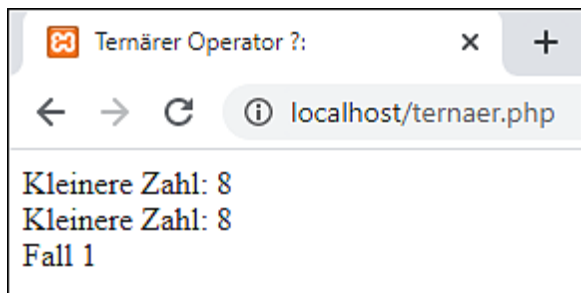 Ternärer Operator ?:
localhost/ternaer.php
Kleinere Zahl: 8
Kleinere Zahl: 8
Fall 1